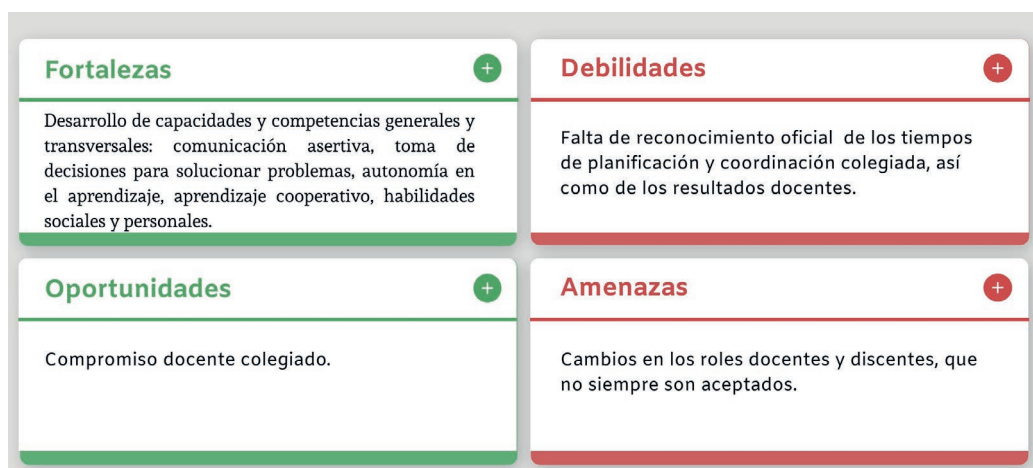 Fortalezas
+
Desarrollo de capacidades y competencias generales y
transversales: comunicación asertiva, toma de
decisiones para solucionar problemas, autonomía en
el aprendizaje, aprendizaje cooperativo, habilidades
sociales y personales.
Debilidades
+
Falta de reconocimiento oficial de los tiempos
de planificación y coordinación colegiada, así
como de los resultados docentes.
Oportunidades
+
Compromiso docente colegiado.
Amenazas
+
Cambios en los roles docentes y discentes, que
no siempre son aceptados.